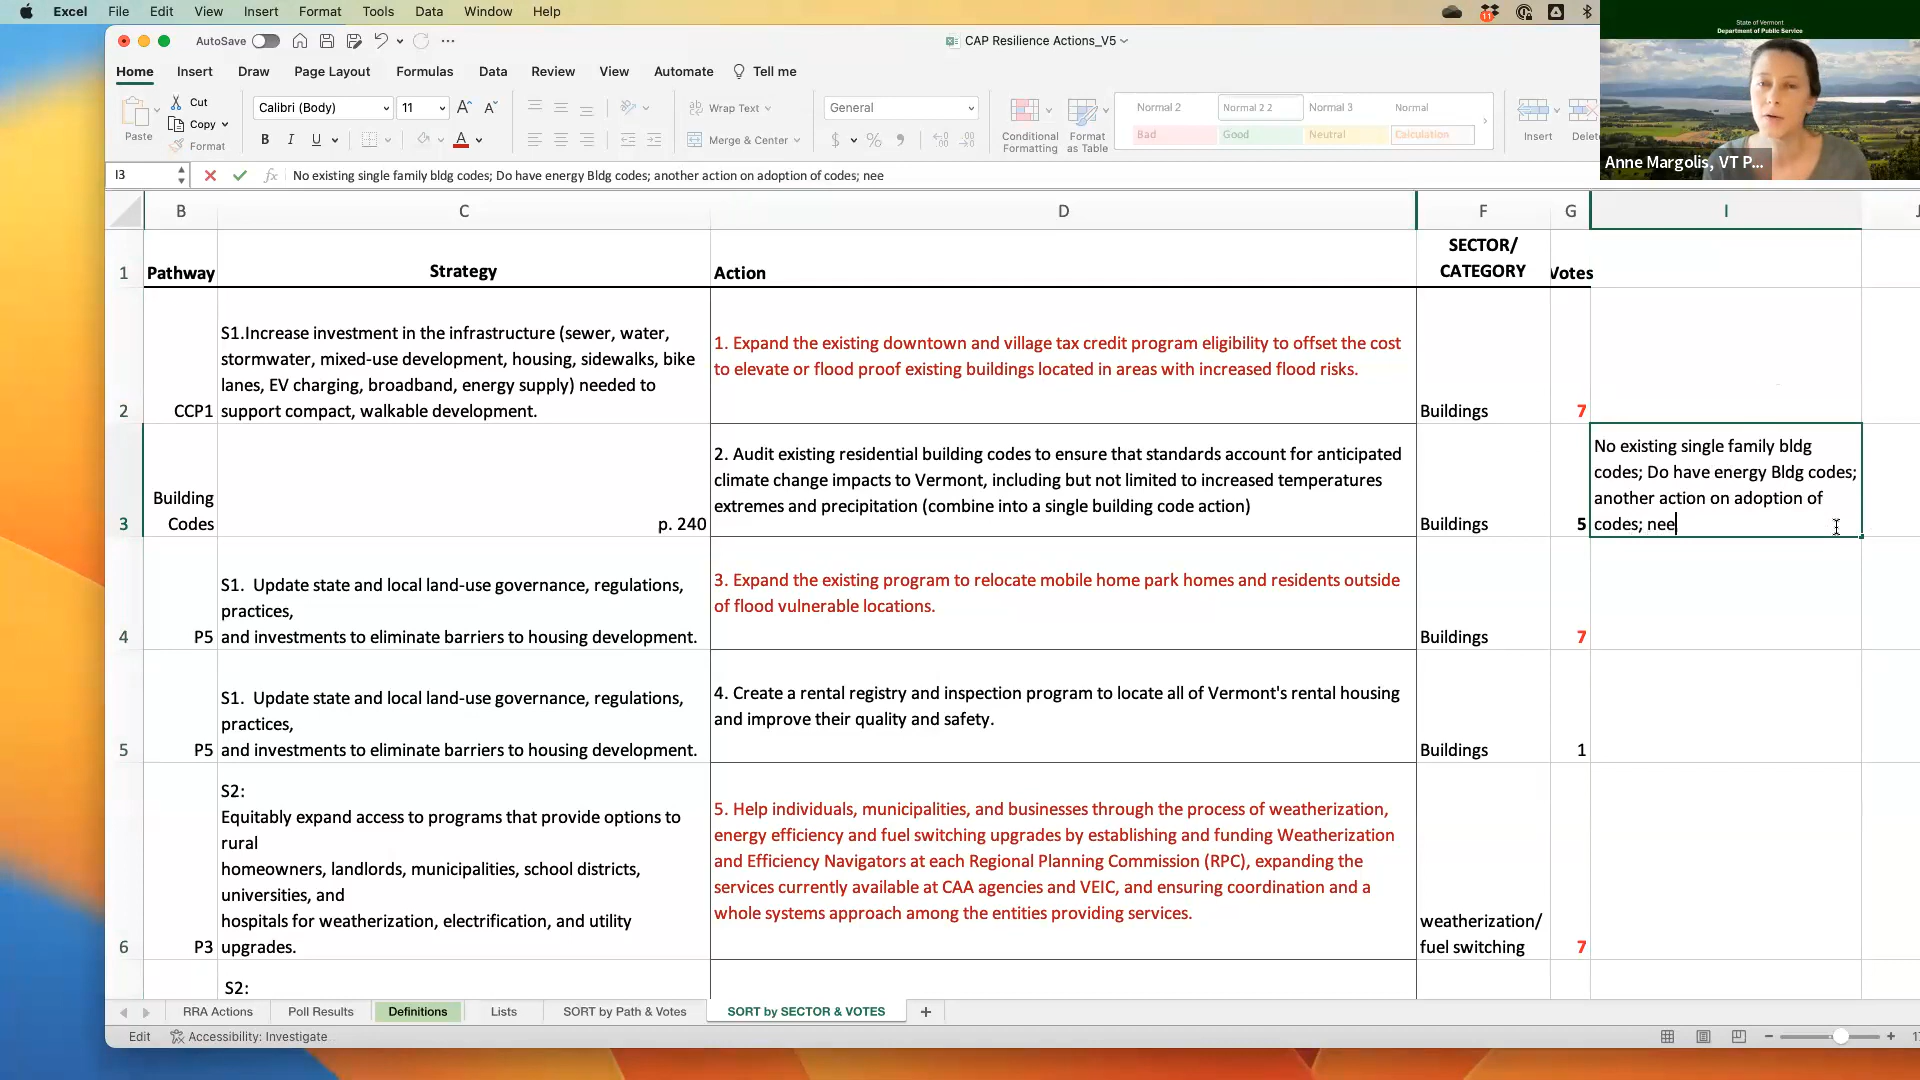 Excel File Edit View Insert Format Tools Data Window Help
11
AutoSave
CAP Resilience Actions_V5
Home Insert Draw Page Layout Formulas Data Review View Automate Tell me
Paste
Cut
Copy
Format
Calibri (Body) 11
B I U
Wrap Text
Merge & Center
General
$ %
Conditional Formatting
Format as Table
Normal 2 Normal 2 2 Normal 3 Normal
Bad Good Neutral Calculation
Insert
Delet
State of Vermont
Department of Public Service
Anne Margolis, VT P...
I3 fx No existing single family bldg codes; Do have energy Bldg codes; another action on adoption of codes; nee
B C D F G I J
1 Pathway Strategy Action SECTOR/ CATEGORY Votes
S1.Increase investment in the infrastructure (sewer, water,
stormwater, mixed-use development, housing, sidewalks, bike
lanes, EV charging, broadband, energy supply) needed to
2 CCP1 support compact, walkable development.
1. Expand the existing downtown and village tax credit program eligibility to offset the cost
to elevate or flood proof existing buildings located in areas with increased flood risks.
Buildings 7
3 Building Codes p. 240
2. Audit existing residential building codes to ensure that standards account for anticipated
climate change impacts to Vermont, including but not limited to increased temperatures
extremes and precipitation (combine into a single building code action)
Buildings 5
No existing single family bldg
codes; Do have energy Bldg codes;
another action on adoption of
codes; nee
S1. Update state and local land-use governance, regulations,
practices,
4 P5 and investments to eliminate barriers to housing development.
3. Expand the existing program to relocate mobile home park homes and residents outside
of flood vulnerable locations.
Buildings 7
S1. Update state and local land-use governance, regulations,
practices,
5 P5 and investments to eliminate barriers to housing development.
4. Create a rental registry and inspection program to locate all of Vermont's rental housing
and improve their quality and safety.
Buildings 1
S2:
Equitably expand access to programs that provide options to
rural
homeowners, landlords, municipalities, school districts,
universities, and
hospitals for weatherization, electrification, and utility
6 P3 upgrades.
5. Help individuals, municipalities, and businesses through the process of weatherization,
energy efficiency and fuel switching upgrades by establishing and funding Weatherization
and Efficiency Navigators at each Regional Planning Commission (RPC), expanding the
services currently available at CAA agencies and VEIC, and ensuring coordination and a
whole systems approach among the entities providing services.
weatherization/
fuel switching 7
S2:
RRA Actions Poll Results Definitions Lists SORT by Path & Votes SORT by SECTOR & VOTES +
Edit Accessibility: Investigate